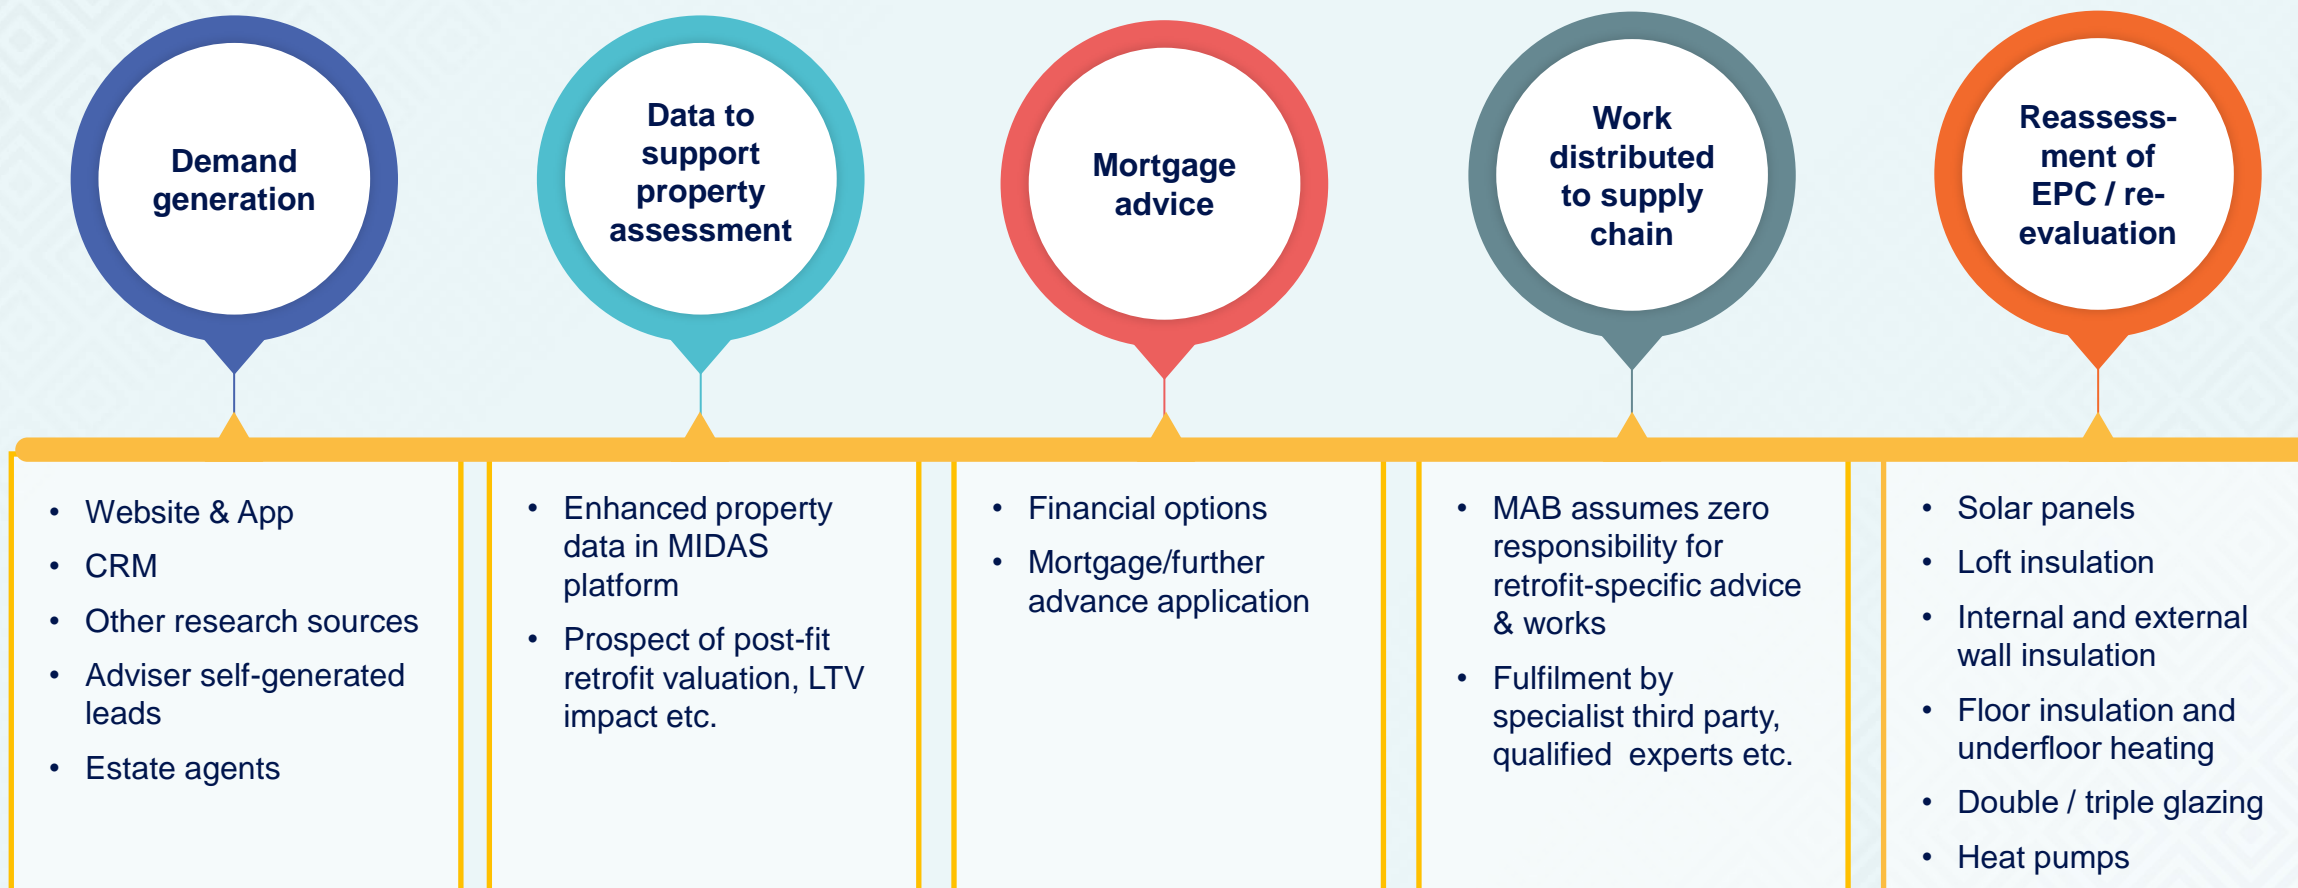 Demand
generation
Data to
support
property
assessment
Mortgage
advice
Work
distributed
to supply
chain
Reassess-
ment of
EPC / re-
evaluation
• Website & App
• CRM
• Other research sources
• Adviser self-generated
leads
• Estate agents
• Enhanced property
data in MIDAS
platform
• Prospect of post-fit
retrofit valuation, LTV
impact etc.
• Financial options
• Mortgage/further
advance application
• MAB assumes zero
responsibility for
retrofit-specific advice
& works
• Fulfilment by
specialist third party,
qualified  experts etc.
• Solar panels
• Loft insulation
• Internal and external
wall insulation
• Floor insulation and
underfloor heating
• Double / triple glazing
• Heat pumps